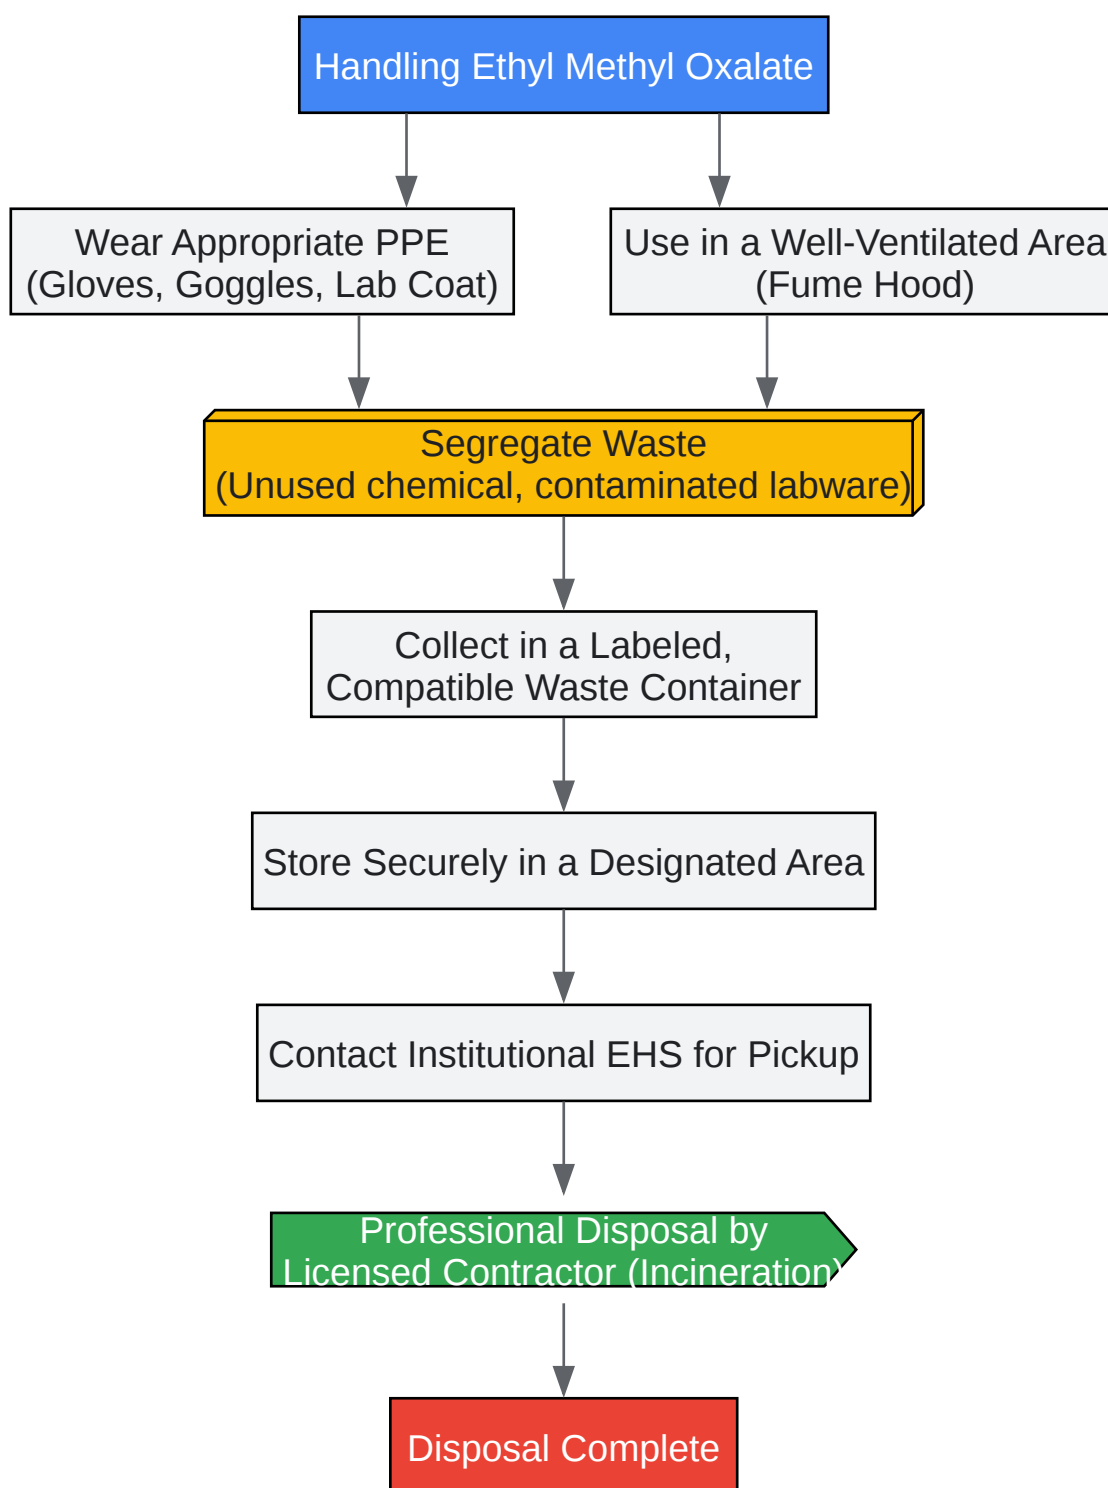 Handling Ethyl Methyl Oxalate
Wear Appropriate PPE
(Gloves, Goggles, Lab Coat)
Use in a Well-Ventilated Area
(Fume Hood)
Segregate Waste
(Unused chemical, contaminated labware)
Collect in a Labeled,
Compatible Waste Container
Store Securely in a Designated Area
Contact Institutional EHS for Pickup
Professional Disposal by
Licensed Contractor (Incineration)
Disposal Complete